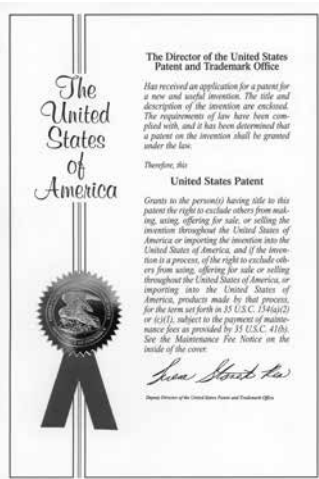 The
United
States
of
America
The Director of the United States
Patent and Trademark Office
Has received an application for a patent for
a new and useful invention. The title and
description of the invention are enclosed.
The requirements of law have been com-
plied with, and it has been determined that
a patent on the invention shall be granted
under the law.
Therefore, this
United States Patent
Grants to the person(s) having title to this
patent the right to exclude others from mak-
ing, using, offering for sale, or selling the
invention throughout the United States of
America or importing the invention into the
United States of America, and if the inven-
tion is a process, of the right to exclude oth-
ers from using, offering for sale or selling
throughout the United States of America, or
importing into the United States of
America, products made by that process,
for the term set forth in 35 U.S.C. 154(a)(2)
or (c)(1), subject to the payment of mainte-
nance fees as provided by 35 U.S.C. 41(b).
See the Maintenance Fee Notice on the
inside of the cover.
Deputy Director of the United States Patent and Trademark Office